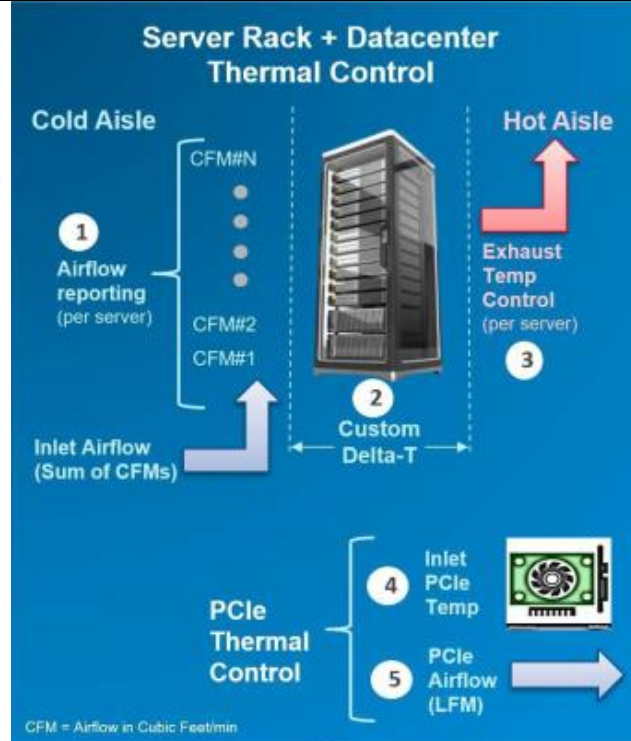 Server Rack + Datacenter
Thermal Control
Cold Aisle
Hot Aisle
CFM#N
1
Airflow
reporting
(per server)
CFM#2
CFM#1
Exhaust
Temp
Control
(per server)
3
2
Custom
Delta-T
Inlet Airflow
(Sum of CFMs)
PCIe
Thermal
Control
4
Inlet
PCIe
Temp
5
PCIe
Airflow
(LFM)
CFM = Airflow in Cubic Feet/min